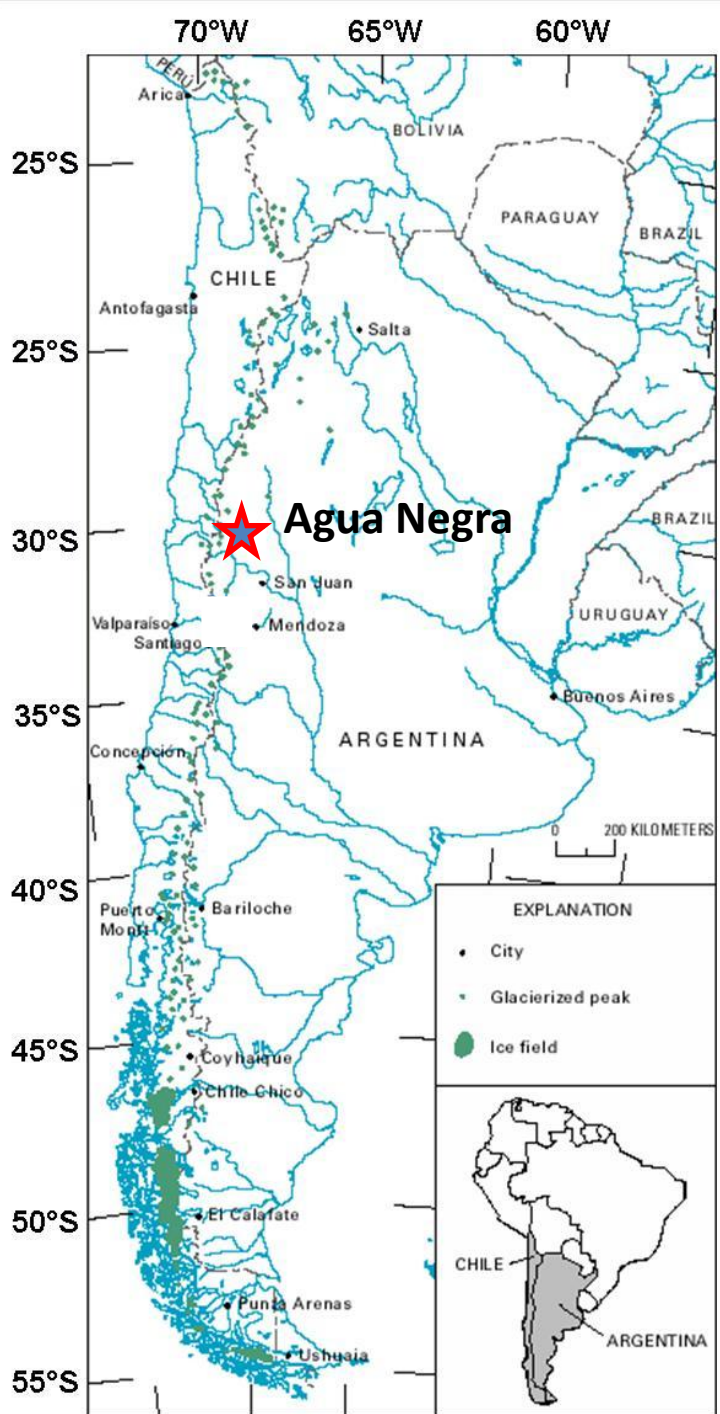 70°W 65°W 60°W
PERÚ
Arica
BOLIVIA
25°S
PARAGUAY
BRAZIL
CHILE
Antofagasta
Salta
25°S
Agua Negra
BRAZIL
30°S
San Juan
URUGUAY
Valparaíso
Mendoza
Santiago
Buenos Aires
35°S
ARGENTINA
Concepción
0 200 KILOMETERS
40°S
Puerto
Montt
Bariloche
EXPLANATION
City
Glacierized peak
Ice field
45°S
Coyhaique
Chile Chico
50°S
El Calafate
CHILE
Punta Arenas
ARGENTINA
Ushuaia
55°S